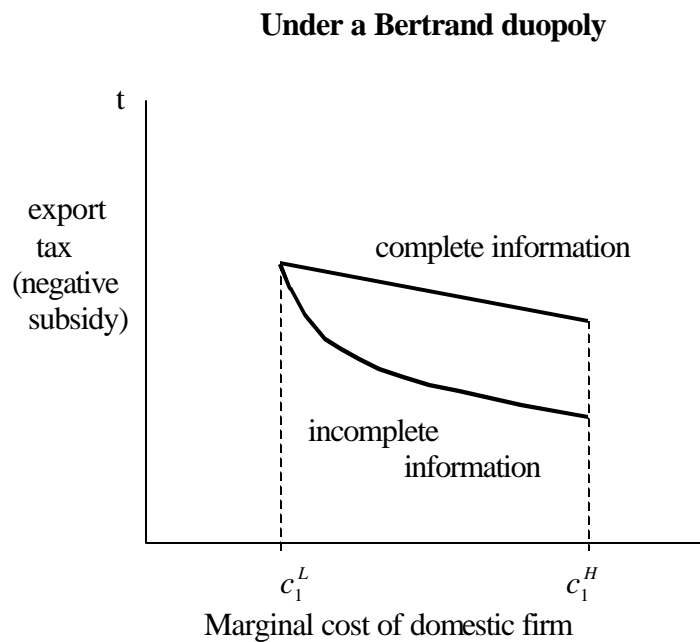 Under a Bertrand duopoly
t
export
tax
(negative
subsidy)
complete information
incomplete
information
c_1^L
c_1^H
Marginal cost of domestic firm